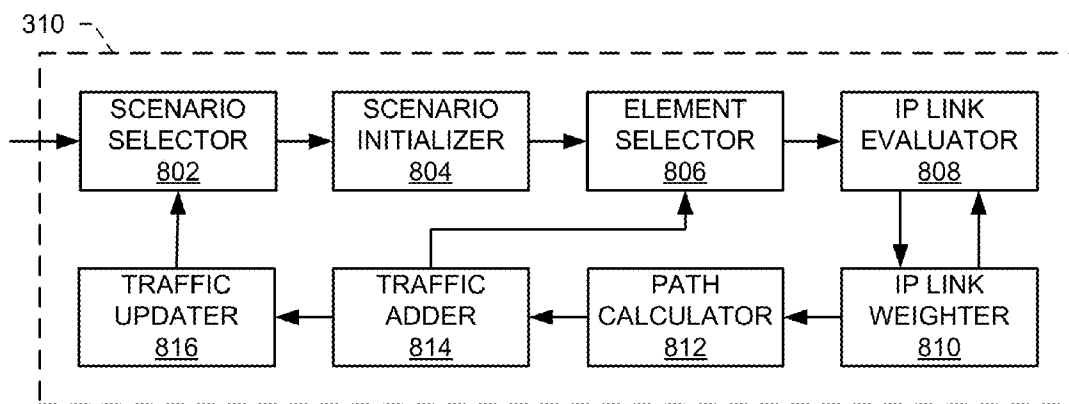 310
SCENARIO
SELECTOR
802
SCENARIO
INITIALIZER
804
ELEMENT
SELECTOR
806
IP LINK
EVALUATOR
808
TRAFFIC
UPDATER
816
TRAFFIC
ADDER
814
PATH
CALCULATOR
812
IP LINK
WEIGHTER
810